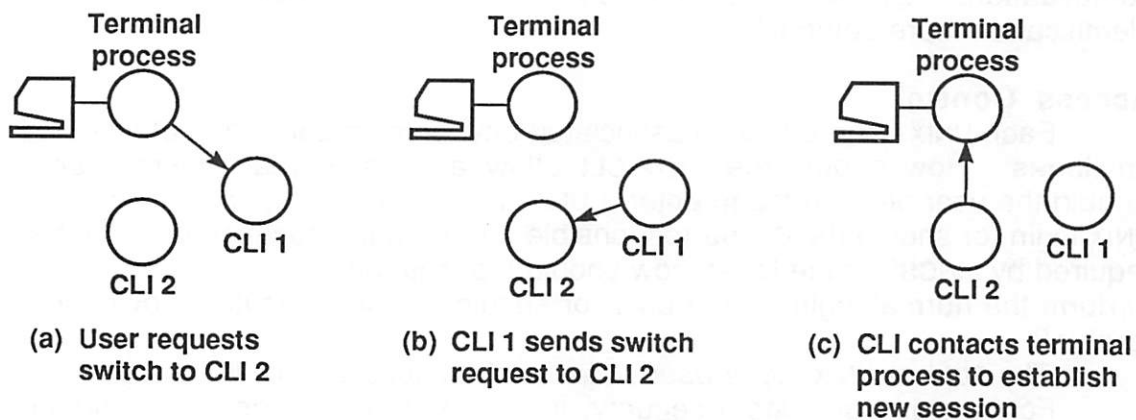 Terminal
process
CLI 1
CLI 2
(a) User requests
switch to CLI 2
Terminal
process
CLI 1
CLI 2
(b) CLI 1 sends switch
request to CLI 2
Terminal
process
CLI 1
CLI 2
(c) CLI contacts terminal
process to establish
new session